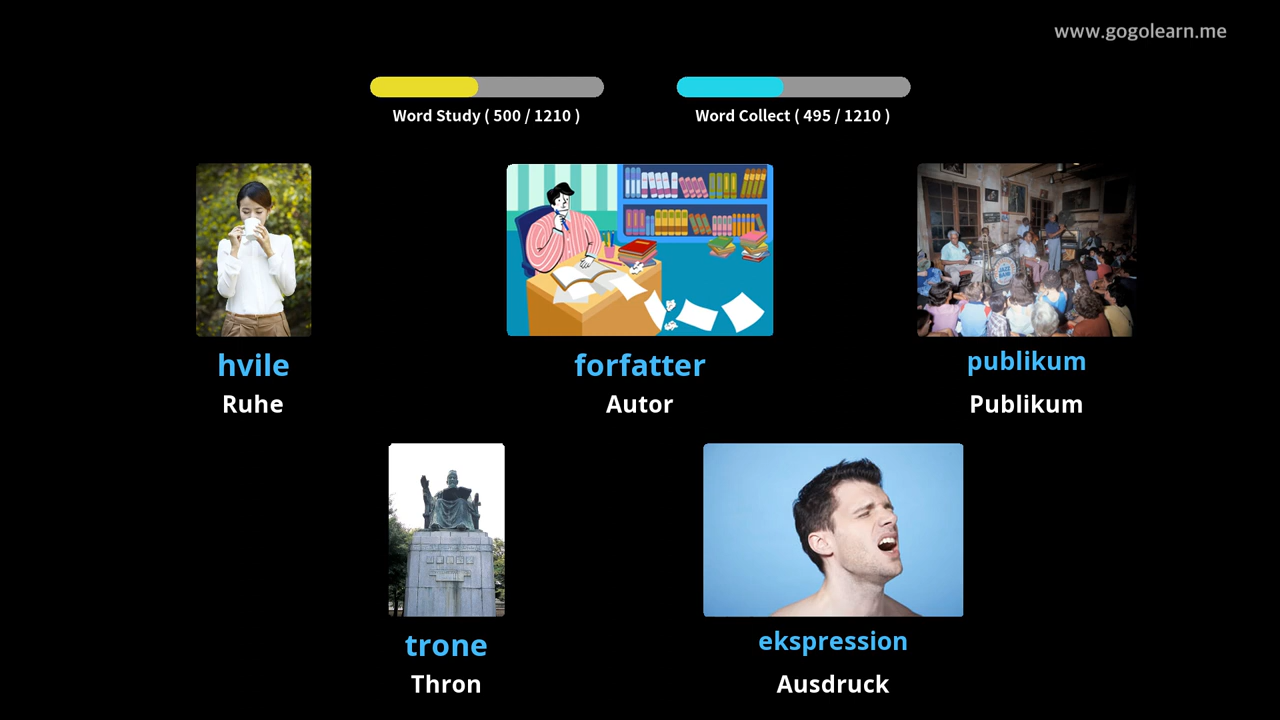 www.gogolearn.me
Word Study ( 500 / 1210 )
Word Collect ( 495 / 1210 )
hvile
forfatter
publikum
Ruhe
Autor
Publikum
trone
ekspression
Thron
Ausdruck